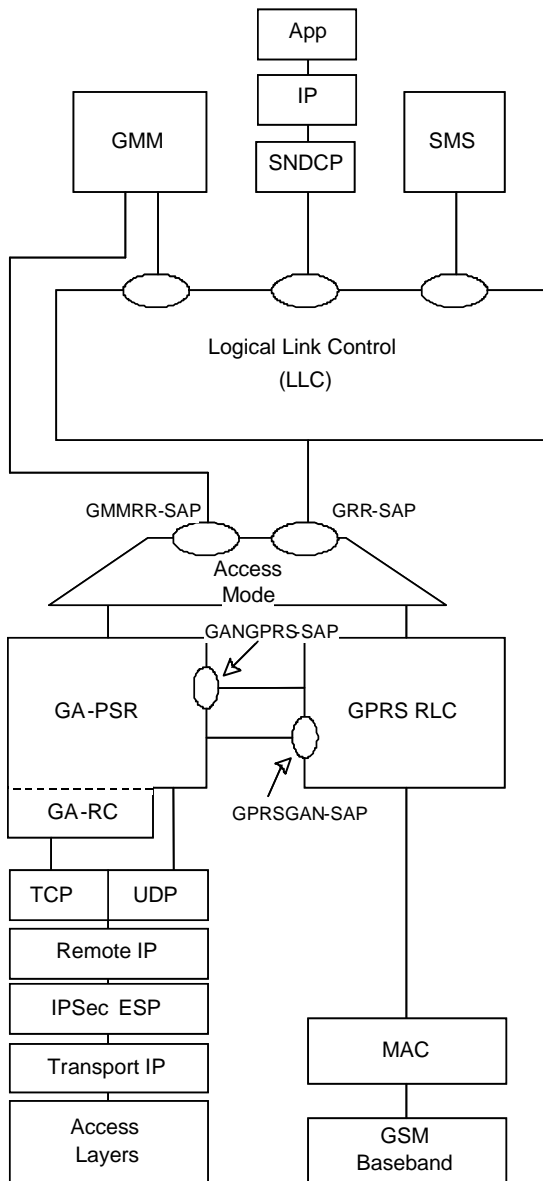 App
IP
GMM
SNDCP
SMS
Logical Link Control
(LLC)
GMMRR-SAP
GRR-SAP
Access
Mode
GANGPRS-SAP
GA-PSR
GPRS RLC
GA-RC
GPRSGAN-SAP
TCP
UDP
Remote IP
IPSec ESP
Transport IP
MAC
Access
Layers
GSM
Baseband